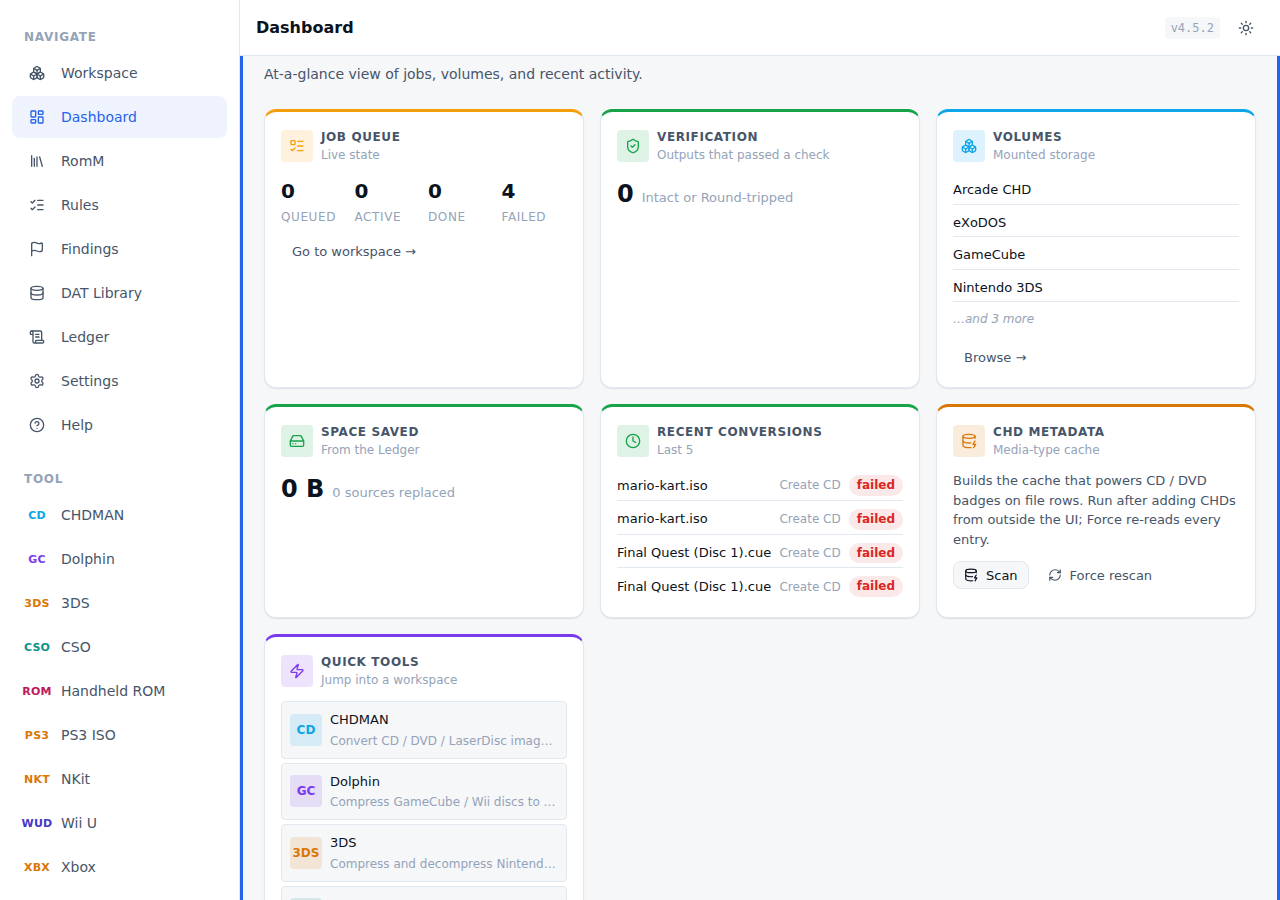 NAVIGATE
Workspace
Dashboard
RomM
Rules
Findings
DAT Library
Ledger
Settings
Help
TOOL
CD CHDMAN
GC Dolphin
3DS 3DS
CSO CSO
ROM Handheld ROM
PS3 PS3 ISO
NKT NKit
WUD Wii U
XBX Xbox
Dashboard
v4.5.2
At-a-glance view of jobs, volumes, and recent activity.
JOB QUEUE
Live state
0 0 0 4
QUEUED ACTIVE DONE FAILED
Go to workspace →
VERIFICATION
Outputs that passed a check
0 Intact or Round-tripped
VOLUMES
Mounted storage
Arcade CHD
eXoDOS
GameCube
Nintendo 3DS
…and 3 more
Browse →
SPACE SAVED
From the Ledger
0 B 0 sources replaced
RECENT CONVERSIONS
Last 5
mario-kart.iso Create CD failed
mario-kart.iso Create CD failed
Final Quest (Disc 1).cue Create CD failed
Final Quest (Disc 1).cue Create CD failed
CHD METADATA
Media-type cache
Builds the cache that powers CD / DVD
badges on file rows. Run after adding CHDs
from outside the UI; Force re-reads every
entry.
Scan Force rescan
QUICK TOOLS
Jump into a workspace
CD CHDMAN
Convert CD / DVD / LaserDisc imag…
GC Dolphin
Compress GameCube / Wii discs to …
3DS 3DS
Compress and decompress Nintend…